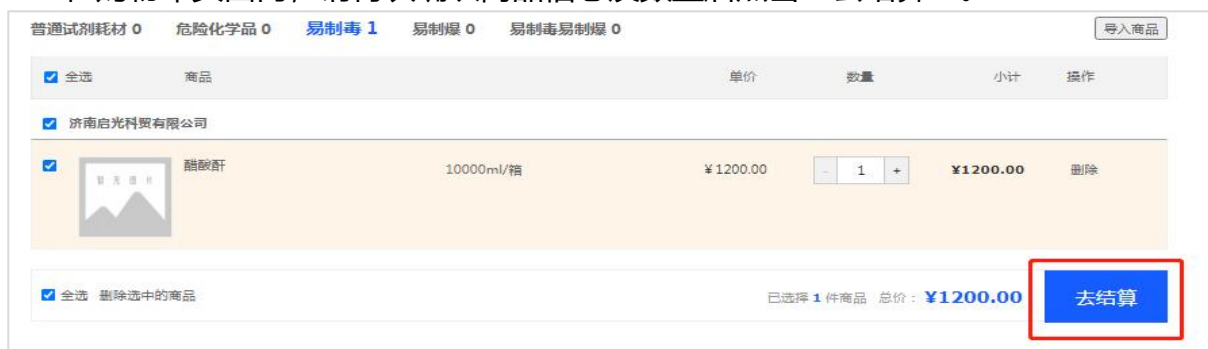 普通试剂耗材 0 危险化学品 0 易制毒 1 易制爆 0 易制毒易制爆 0 导入商品
全选 商品 单价 数量 小计 操作
济南启光科贸有限公司
醋酸酐 10000ml/箱 ¥1200.00 - 1 + ¥1200.00 删除
暂无图片
全选 删除选中的商品 已选择 1 件商品 总价：¥1200.00 去结算